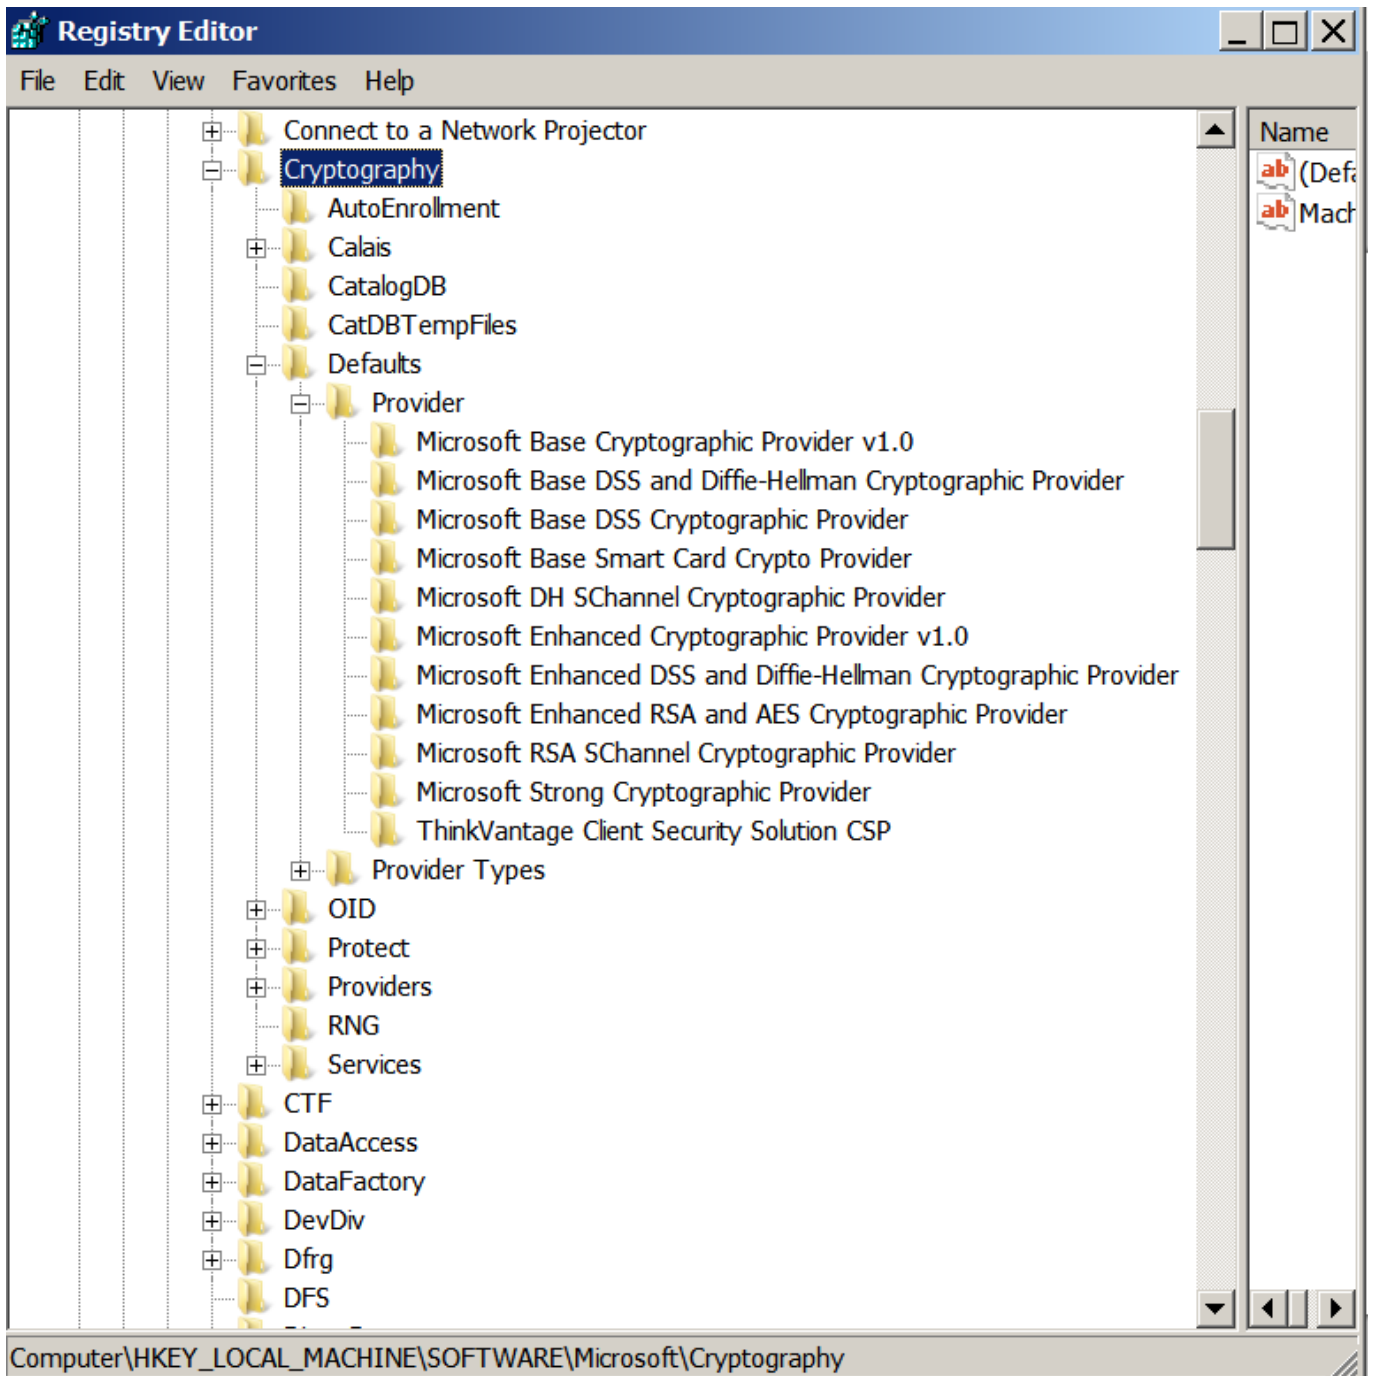 Registry Editor
File Edit View Favorites Help
Connect to a Network Projector
Cryptography
AutoEnrollment
Calais
CatalogDB
CatDBTempFiles
Defaults
Provider
Microsoft Base Cryptographic Provider v1.0
Microsoft Base DSS and Diffie-Hellman Cryptographic Provider
Microsoft Base DSS Cryptographic Provider
Microsoft Base Smart Card Crypto Provider
Microsoft DH SChannel Cryptographic Provider
Microsoft Enhanced Cryptographic Provider v1.0
Microsoft Enhanced DSS and Diffie-Hellman Cryptographic Provider
Microsoft Enhanced RSA and AES Cryptographic Provider
Microsoft RSA SChannel Cryptographic Provider
Microsoft Strong Cryptographic Provider
ThinkVantage Client Security Solution CSP
Provider Types
OID
Protect
Providers
RNG
Services
CTF
DataAccess
DataFactory
DevDiv
Dfrg
DFS
Name
ab (Defa
ab Mach
Computer\HKEY_LOCAL_MACHINE\SOFTWARE\Microsoft\Cryptography